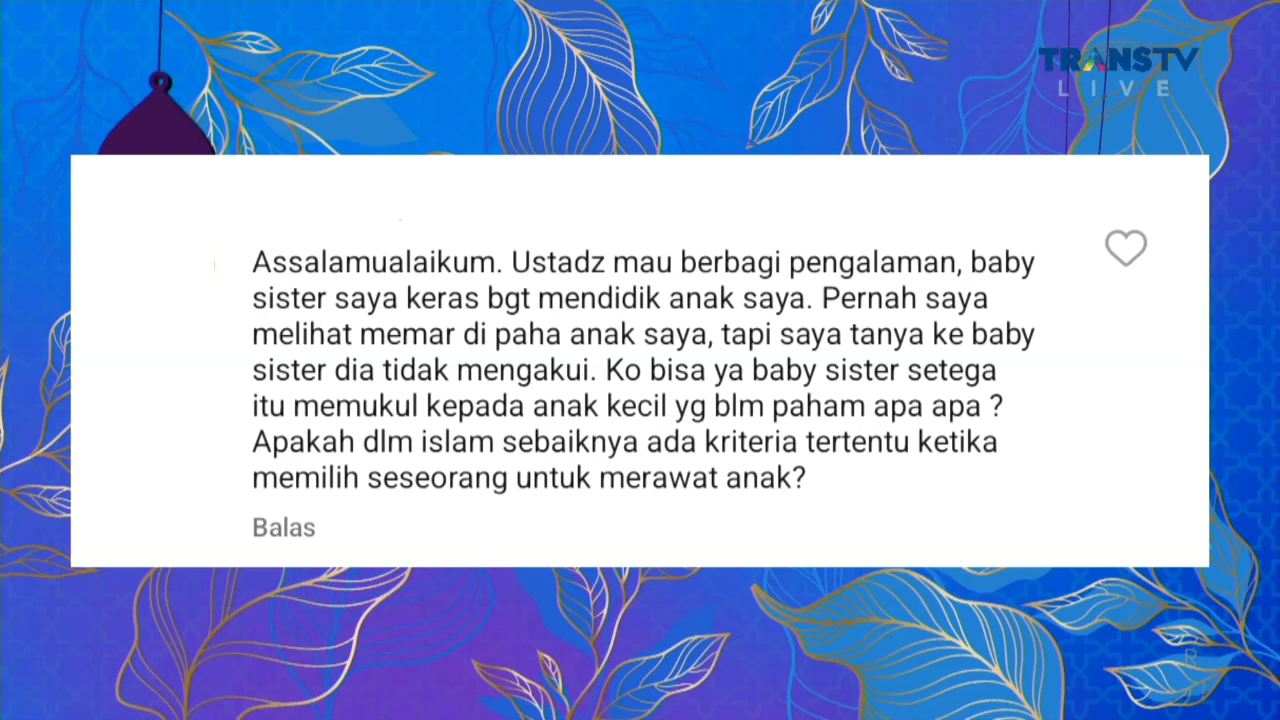 TRANSTV
LIVE
Assalamualaikum. Ustadz mau berbagi pengalaman, baby
sister saya keras bgt mendidik anak saya. Pernah saya
melihat memar di paha anak saya, tapi saya tanya ke baby
sister dia tidak mengakui. Ko bisa ya baby sister setega
itu memukul kepada anak kecil yg blm paham apa apa ?
Apakah dlm islam sebaiknya ada kriteria tertentu ketika
memilih seseorang untuk merawat anak?
Balas